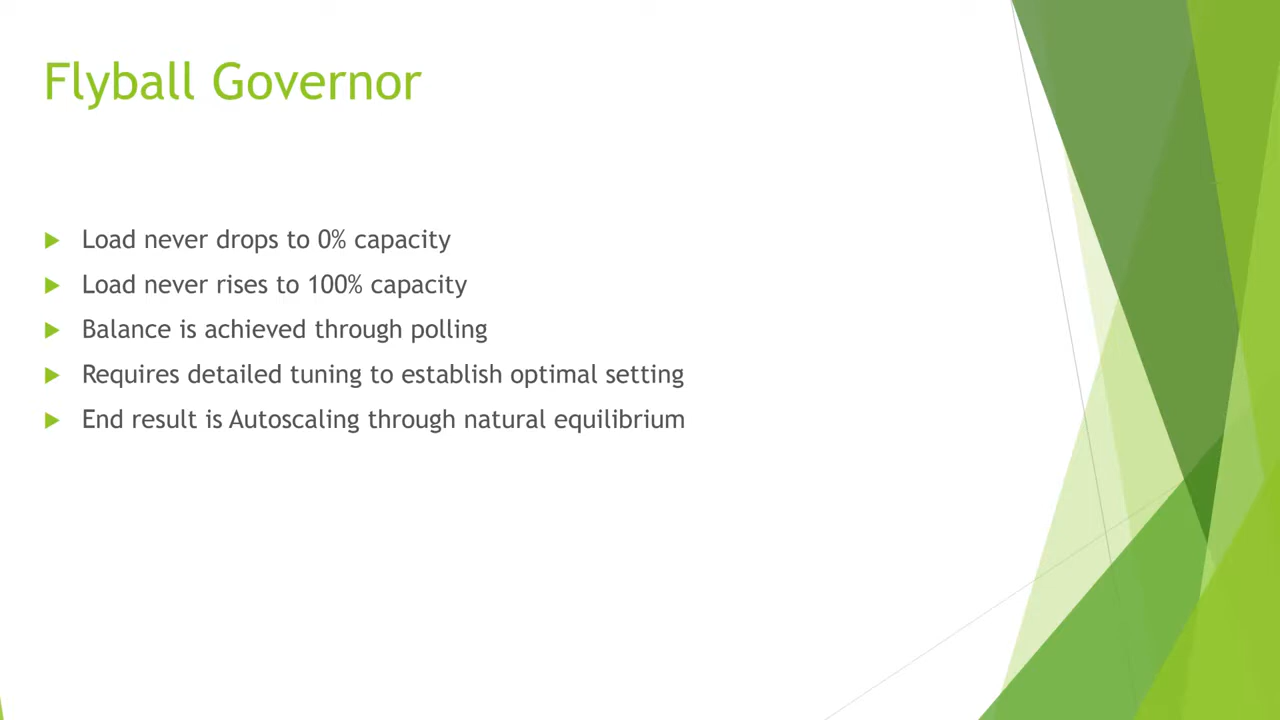 Flyball Governor
Load never drops to 0% capacity
Load never rises to 100% capacity
Balance is achieved through polling
Requires detailed tuning to establish optimal setting
End result is Autoscaling through natural equilibrium